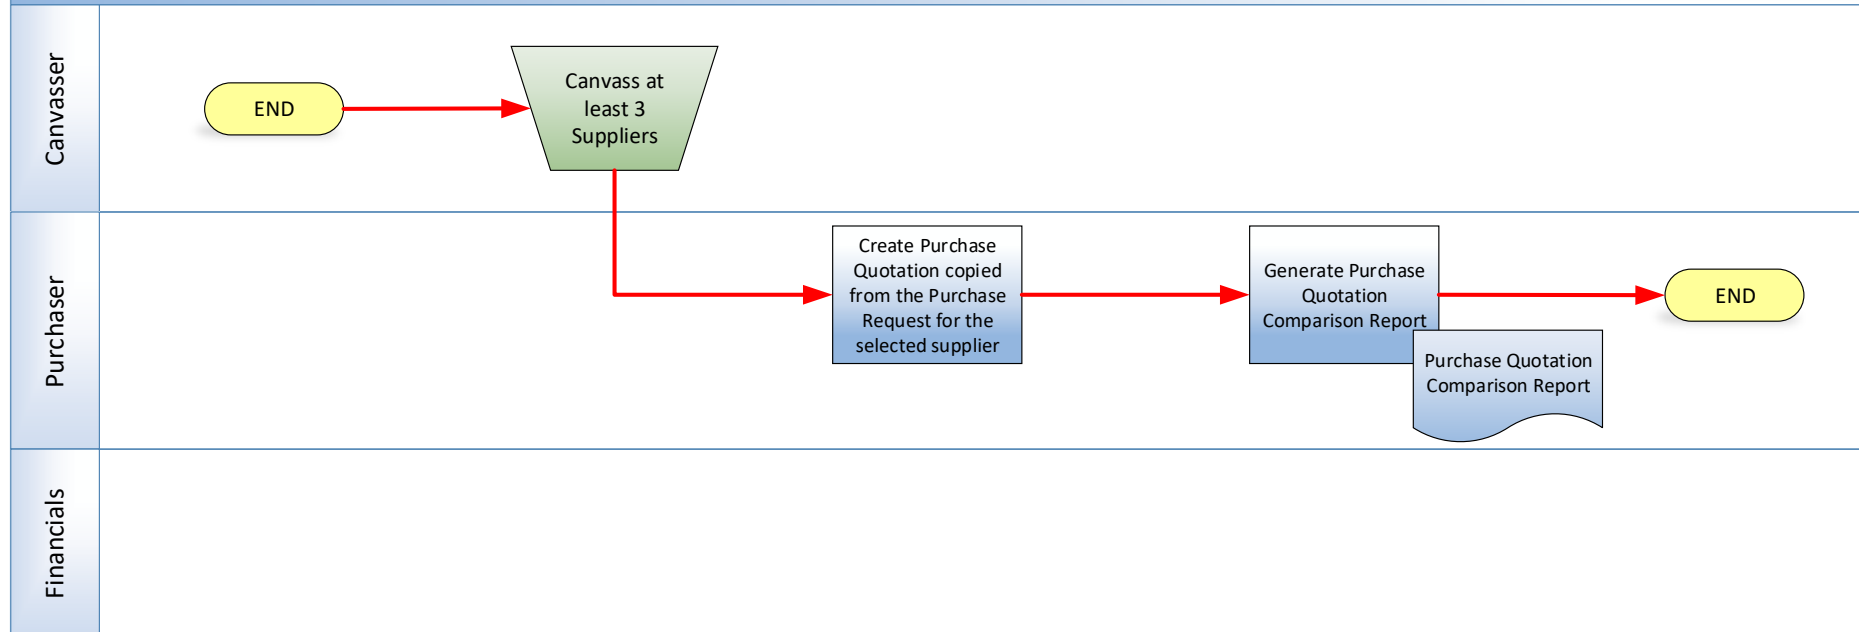 Canvasser
END
Canvass at
least 3
Suppliers
Purchaser
Create Purchase
Quotation copied
from the Purchase
Request for the
selected supplier
Generate Purchase
Quotation
Comparison Report
Purchase Quotation
Comparison Report
END
Financials